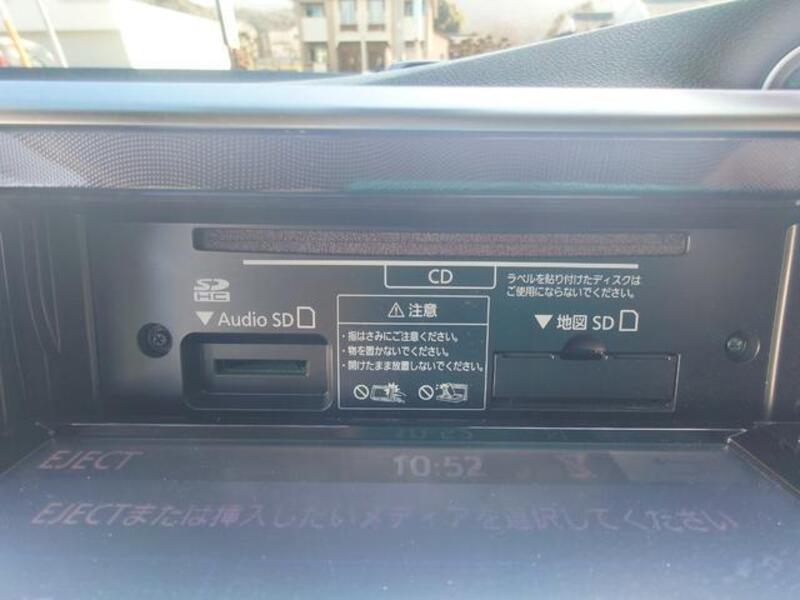 CD
ラベルを貼り付けたディスクは
ご使用にならないでください。
SD
HC
▼Audio SD
⚠注意
・指はさみにご注意ください。
・物を置かないでください。
・開けたまま放置しないでください。
▼地図 SD
EJECT
10:52
EJECTまたは挿入したいメディアを選択してください